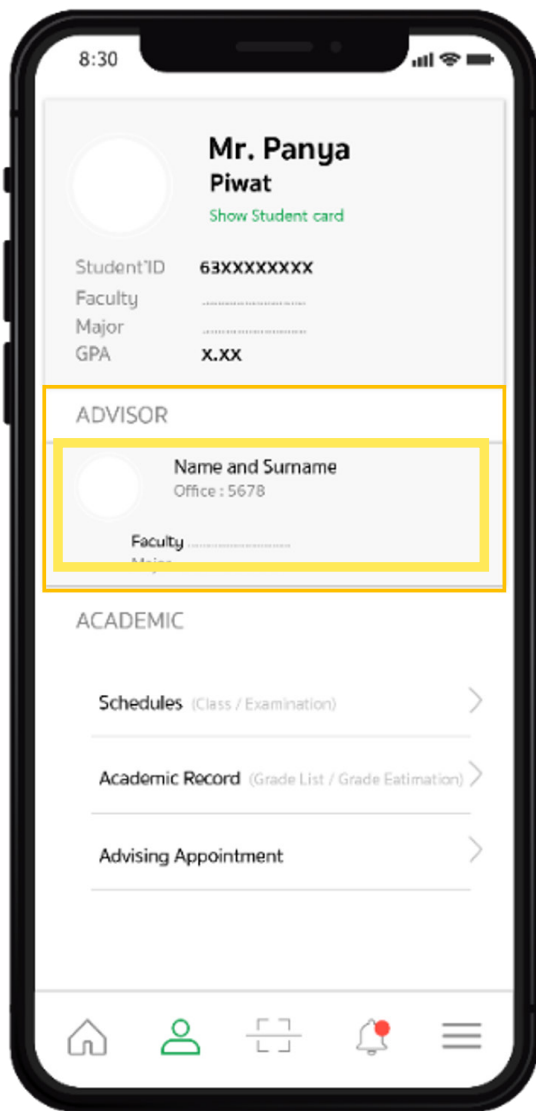 8:30
Mr. Panya
Piwat
Show Student card
Student'ID 63XXXXXXXX
Faculty ........................
Major ........................
GPA X.XX
ADVISOR
Name and Surname
Office : 5678
Faculty ........................
Major
ACADEMIC
Schedules (Class / Examination)
Academic Record (Grade List / Grade Eatimation)
Advising Appointment